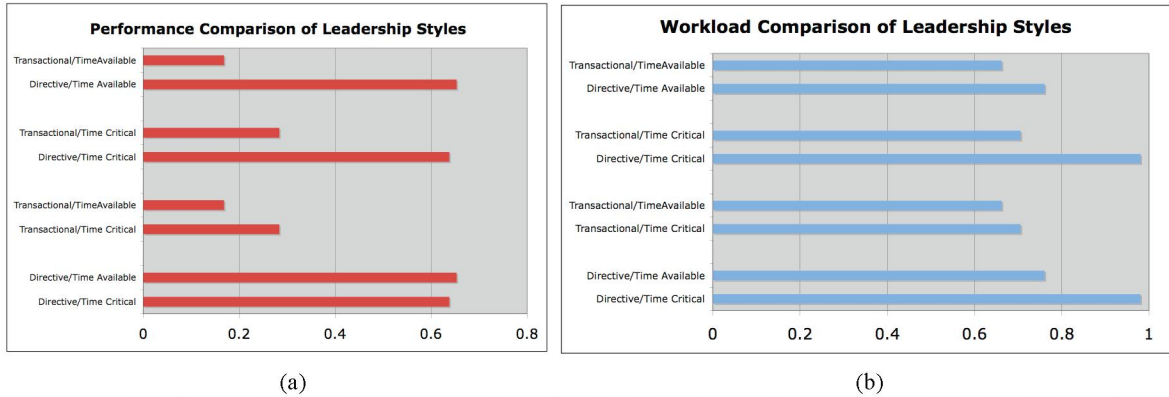 Performance Comparison of Leadership Styles
Transactional/TimeAvailable
Directive/Time Available
Transactional/Time Critical
Directive/Time Critical
Transactional/TimeAvailable
Transactional/Time Critical
Directive/Time Available
Directive/Time Critical
0 0.2 0.4 0.6 0.8
(a)
Workload Comparison of Leadership Styles
Transactional/TimeAvailable
Directive/Time Available
Transactional/Time Critical
Directive/Time Critical
Transactional/TimeAvailable
Transactional/Time Critical
Directive/Time Available
Directive/Time Critical
0 0.2 0.4 0.6 0.8 1
(b)